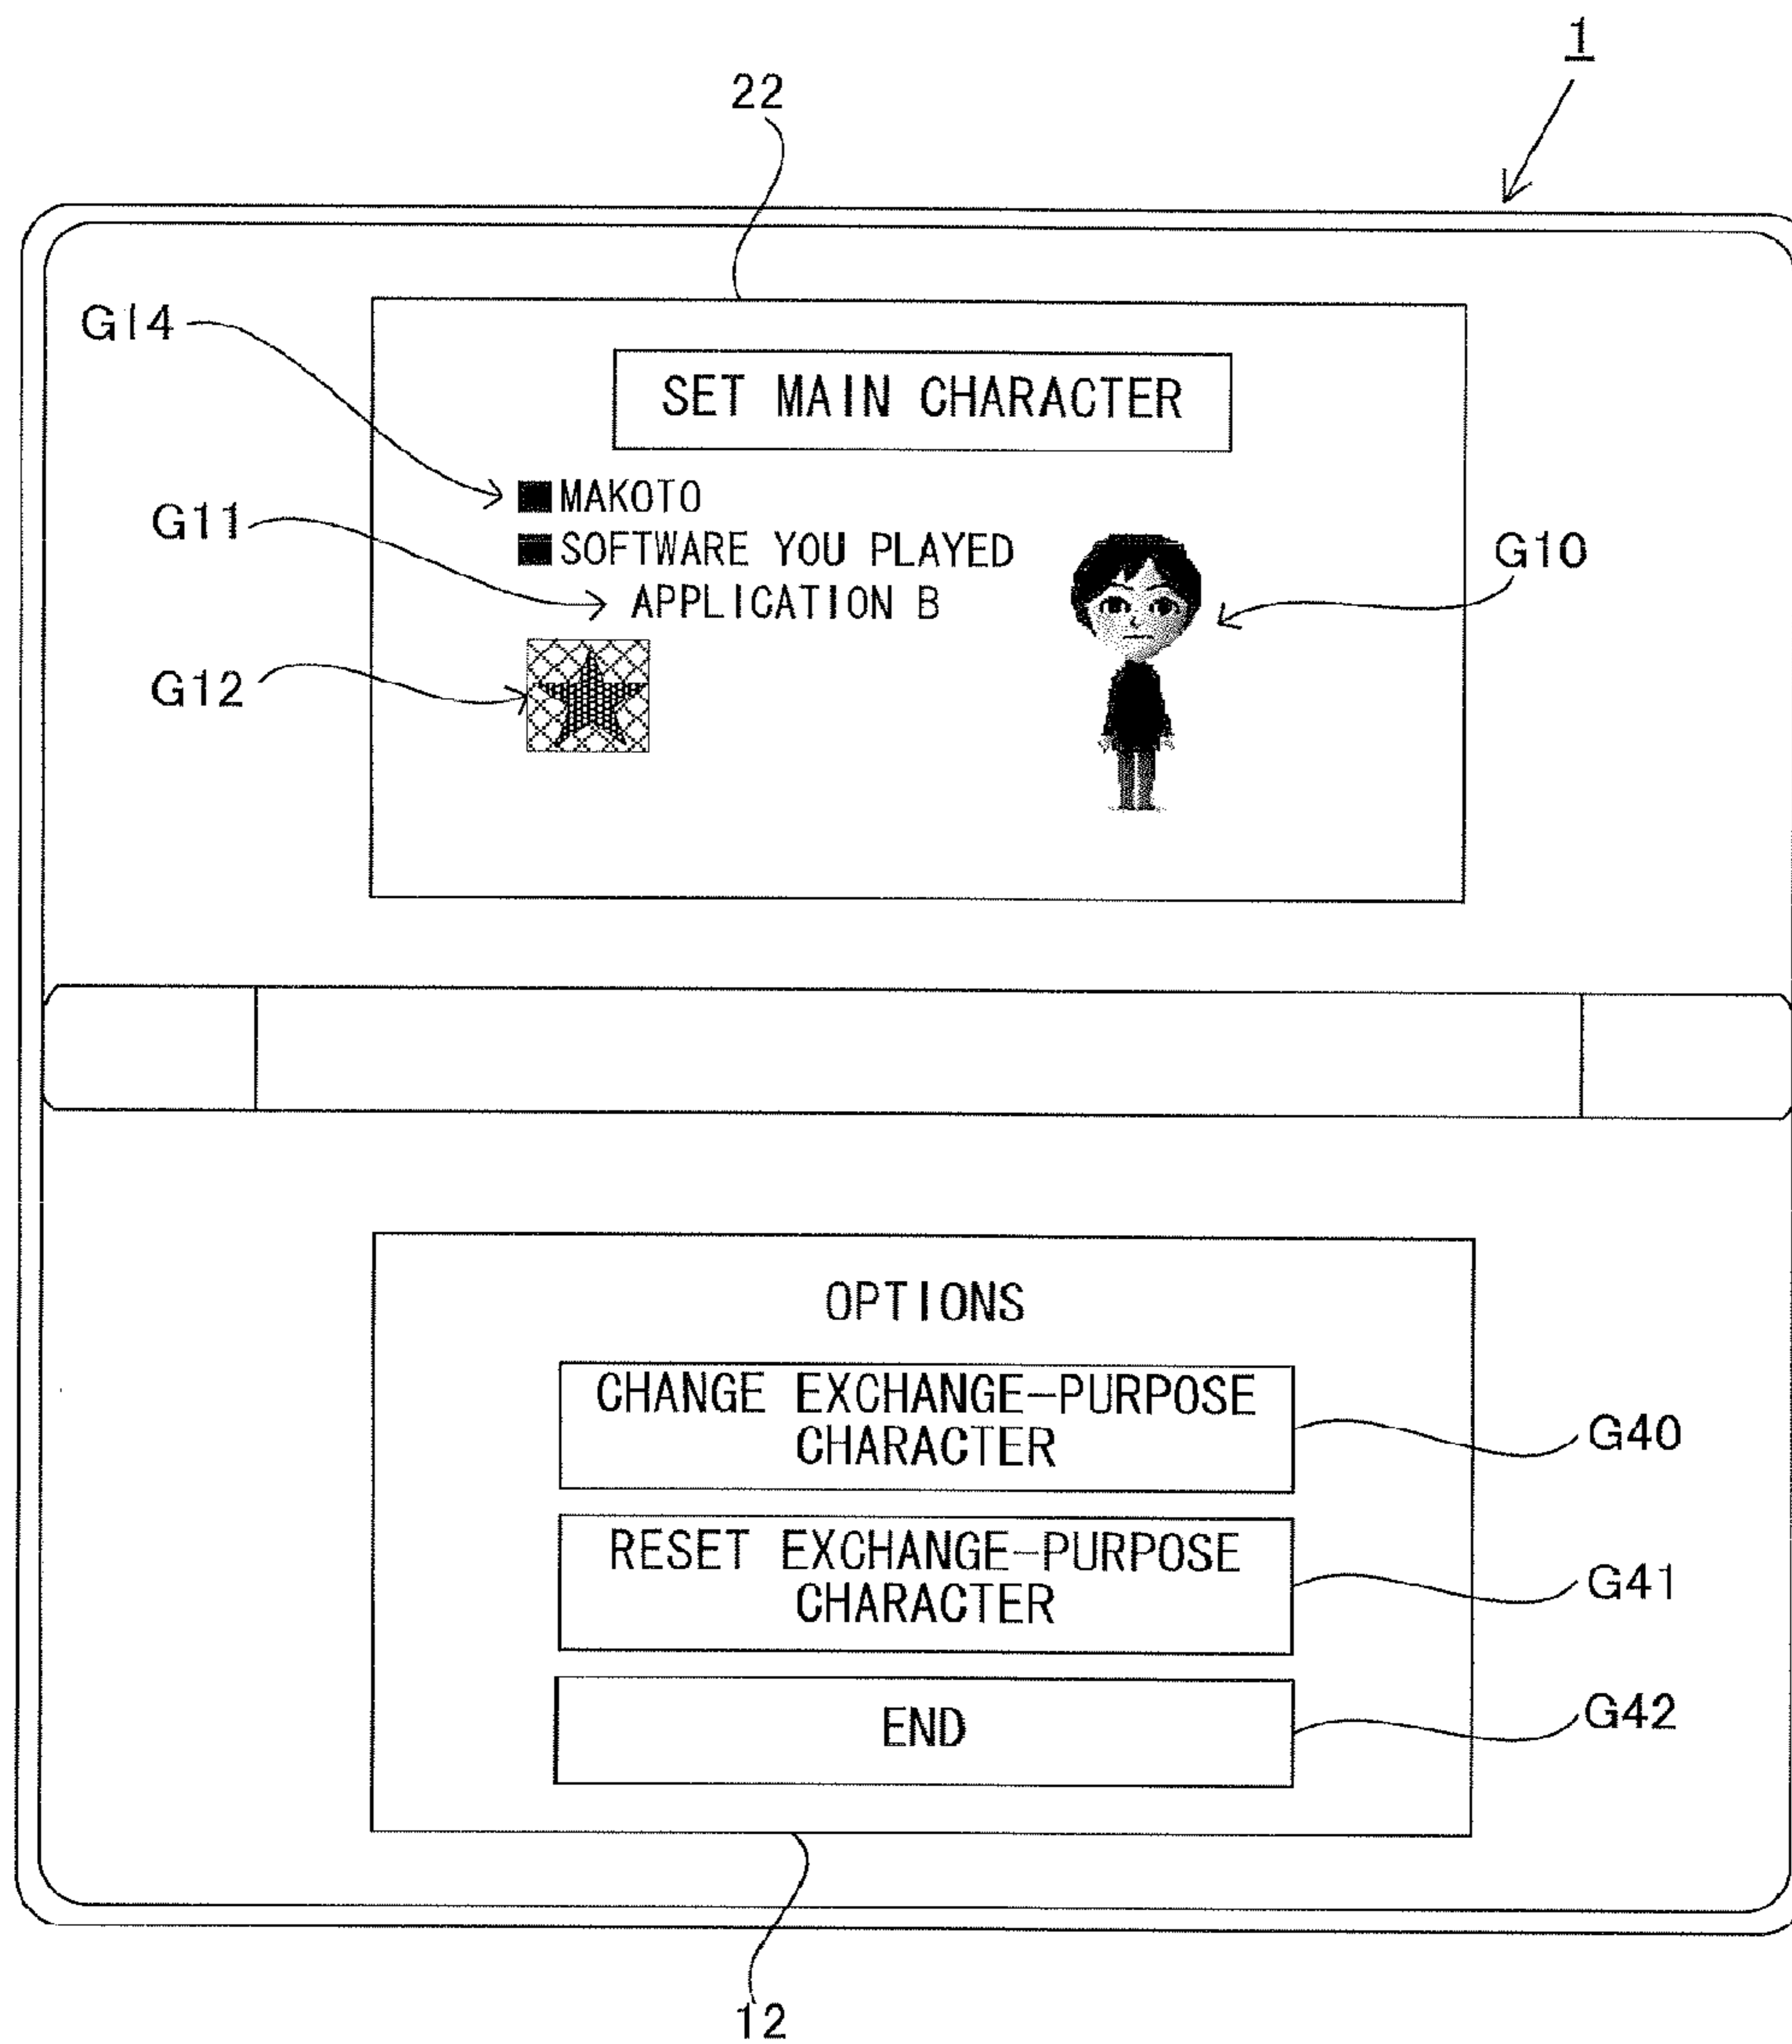 1
22
G14
SET MAIN CHARACTER
■MAKOTO
G11
■SOFTWARE YOU PLAYED
G10
APPLICATION B
G12
OPTIONS
CHANGE EXCHANGE-PURPOSE
CHARACTER
G40
RESET EXCHANGE-PURPOSE
CHARACTER
G41
END
G42
12